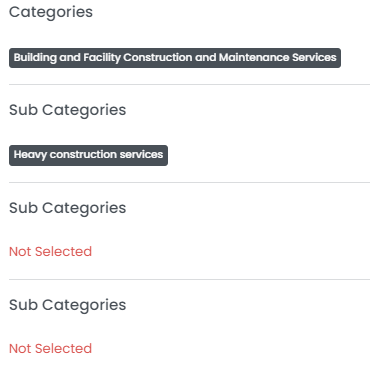 Categories
Building and Facility Construction and Maintenance Services
Sub Categories
Heavy construction services
Sub Categories
Not Selected
Sub Categories
Not Selected